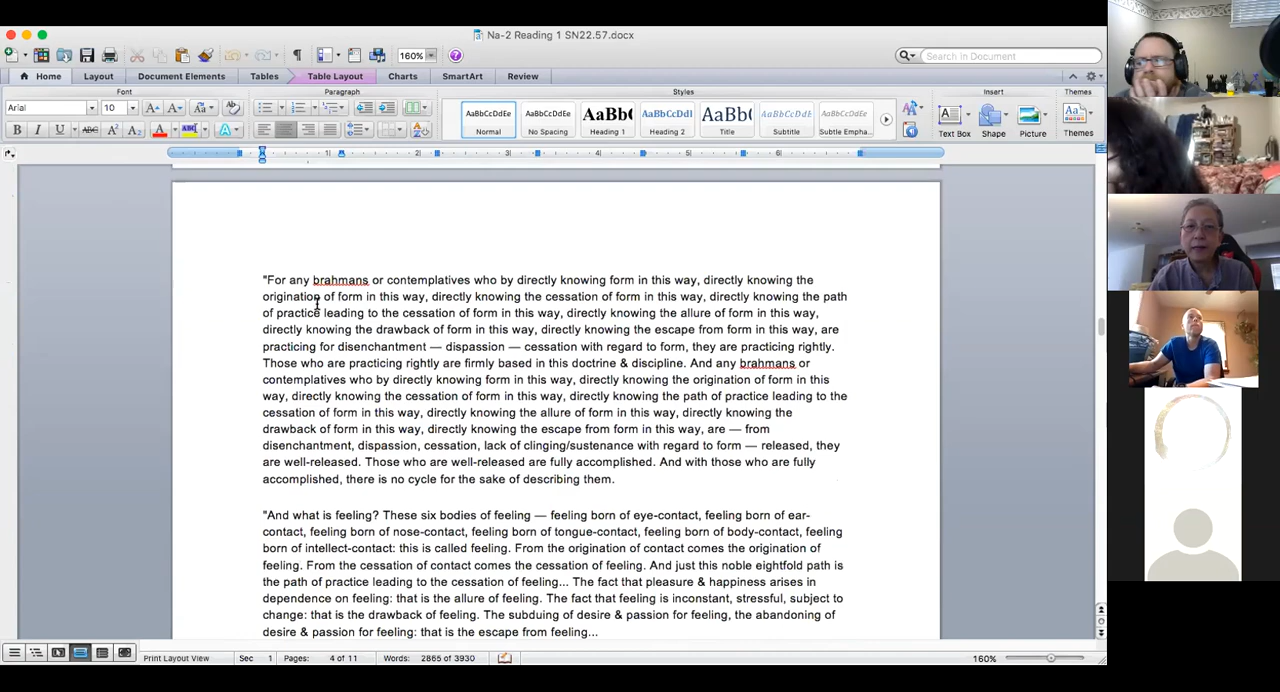 Na-2 Reading 1 SN22.57.docx
160%
Search in Document
Home Layout Document Elements Tables Table Layout Charts SmartArt Review
Font Paragraph Styles Insert Themes
Arial 10
AaBbCcDdEe AaBbCcDdEe AaBb( AaBbCcDdI AaBb( AaBbCcDdI AaBbCcDdEe
Normal No Spacing Heading 1 Heading 2 Title Subtitle Subtle Empha... Text Box Shape Picture Themes
1 2 3 4 5 6
"For any brahmans or contemplatives who by directly knowing form in this way, directly knowing the
origination of form in this way, directly knowing the cessation of form in this way, directly knowing the path
of practice leading to the cessation of form in this way, directly knowing the allure of form in this way,
directly knowing the drawback of form in this way, directly knowing the escape from form in this way, are
practicing for disenchantment — dispassion — cessation with regard to form, they are practicing rightly.
Those who are practicing rightly are firmly based in this doctrine & discipline. And any brahmans or
contemplatives who by directly knowing form in this way, directly knowing the origination of form in this
way, directly knowing the cessation of form in this way, directly knowing the path of practice leading to the
cessation of form in this way, directly knowing the allure of form in this way, directly knowing the
drawback of form in this way, directly knowing the escape from form in this way, are — from
disenchantment, dispassion, cessation, lack of clinging/sustenance with regard to form — released, they
are well-released. Those who are well-released are fully accomplished. And with those who are fully
accomplished, there is no cycle for the sake of describing them.
"And what is feeling? These six bodies of feeling — feeling born of eye-contact, feeling born of ear-
contact, feeling born of nose-contact, feeling born of tongue-contact, feeling born of body-contact, feeling
born of intellect-contact: this is called feeling. From the origination of contact comes the origination of
feeling. From the cessation of contact comes the cessation of feeling. And just this noble eightfold path is
the path of practice leading to the cessation of feeling... The fact that pleasure & happiness arises in
dependence on feeling: that is the allure of feeling. The fact that feeling is inconstant, stressful, subject to
change: that is the drawback of feeling. The subduing of desire & passion for feeling, the abandoning of
desire & passion for feeling: that is the escape from feeling...
Print Layout View Sec 1 Pages: 4 of 11 Words: 2865 of 3930 160%